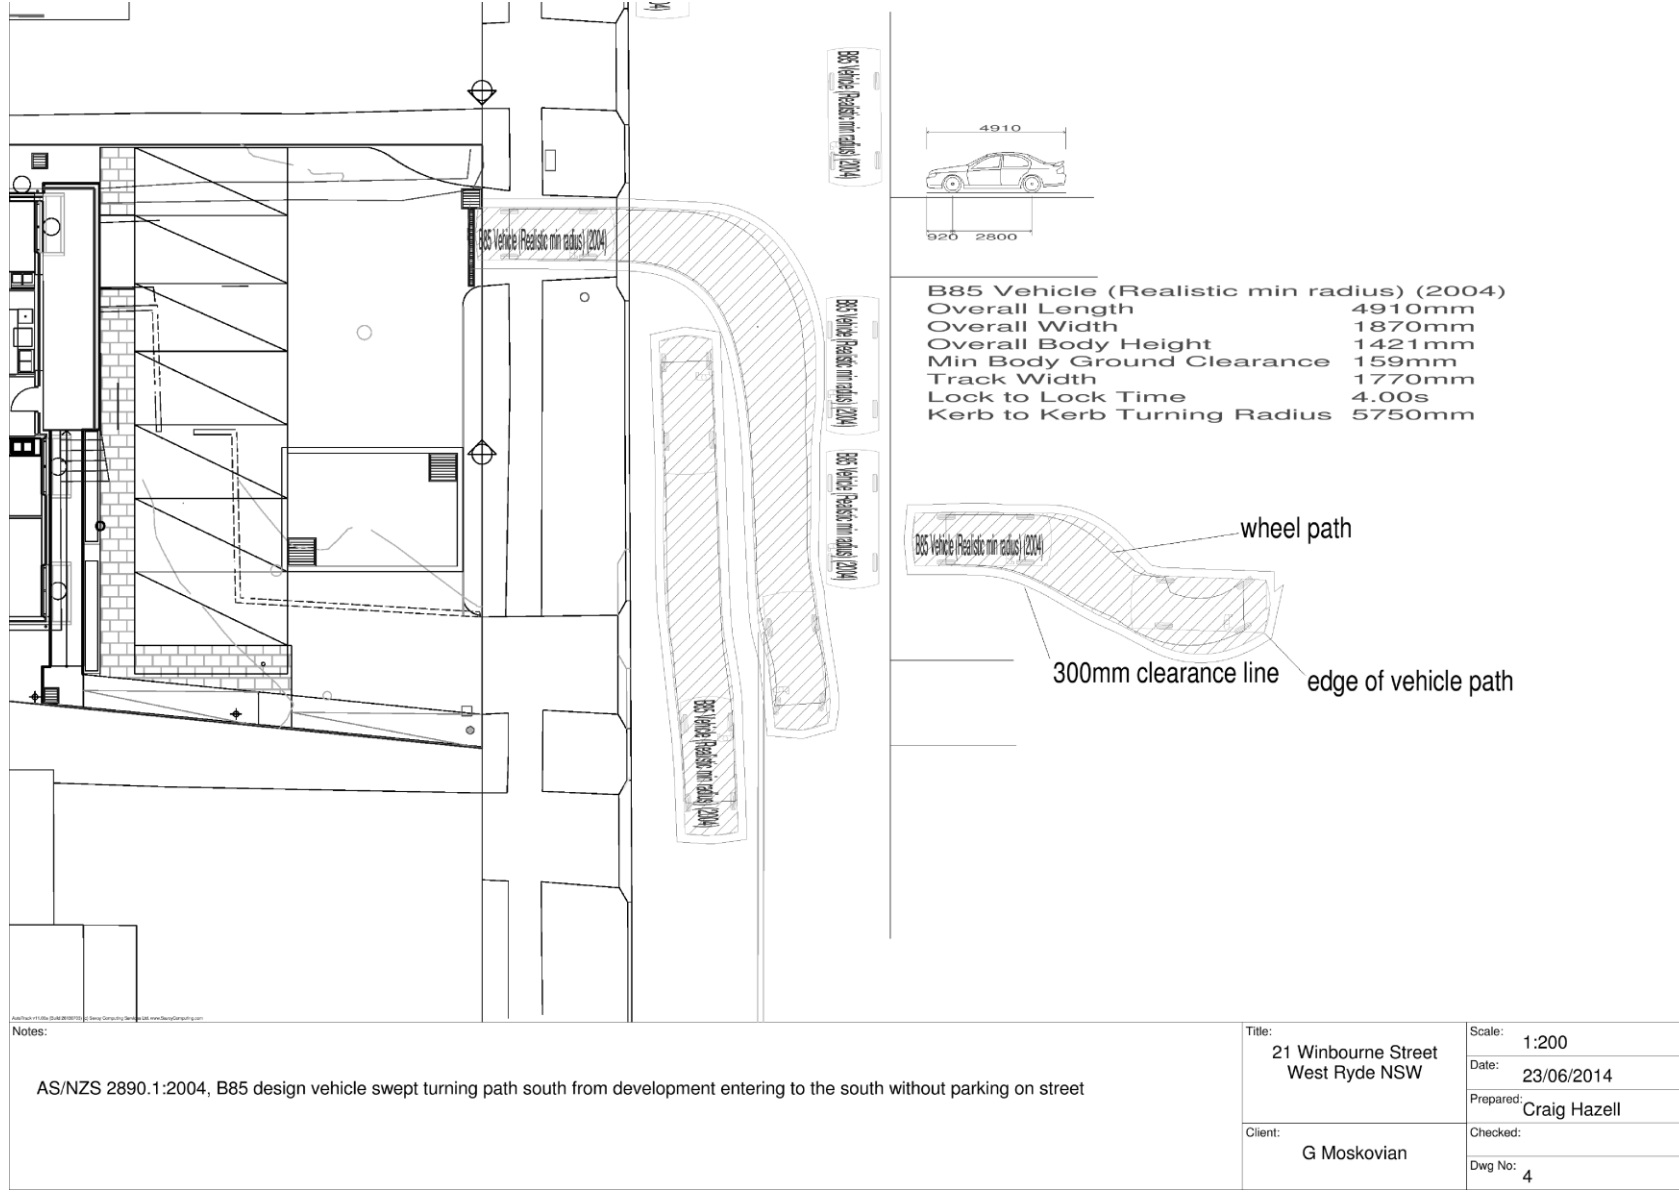 B85 Vehicle (Realistic min radius) (2004)
B85 Vehicle (Realistic min radius) (2004)
B85 Vehicle (Realistic min radius) (2004)
B85 Vehicle (Realistic min radius) (2004)
B85 Vehicle (Realistic min radius) (2004)
4910
920 2800
B85 Vehicle (Realistic min radius) (2004)
Overall Length 4910mm
Overall Width 1870mm
Overall Body Height 1421mm
Min Body Ground Clearance 159mm
Track Width 1770mm
Lock to Lock Time 4.00s
Kerb to Kerb Turning Radius 5750mm
B85 Vehicle (Realistic min radius) (2004)
wheel path
300mm clearance line
edge of vehicle path
Notes:
AS/NZS 2890.1:2004, B85 design vehicle swept turning path south from development entering to the south without parking on street
Title:
21 Winbourne Street
West Ryde NSW
Client:
G Moskovian
Scale: 1:200
Date: 23/06/2014
Prepared: Craig Hazell
Checked:
Dwg No: 4